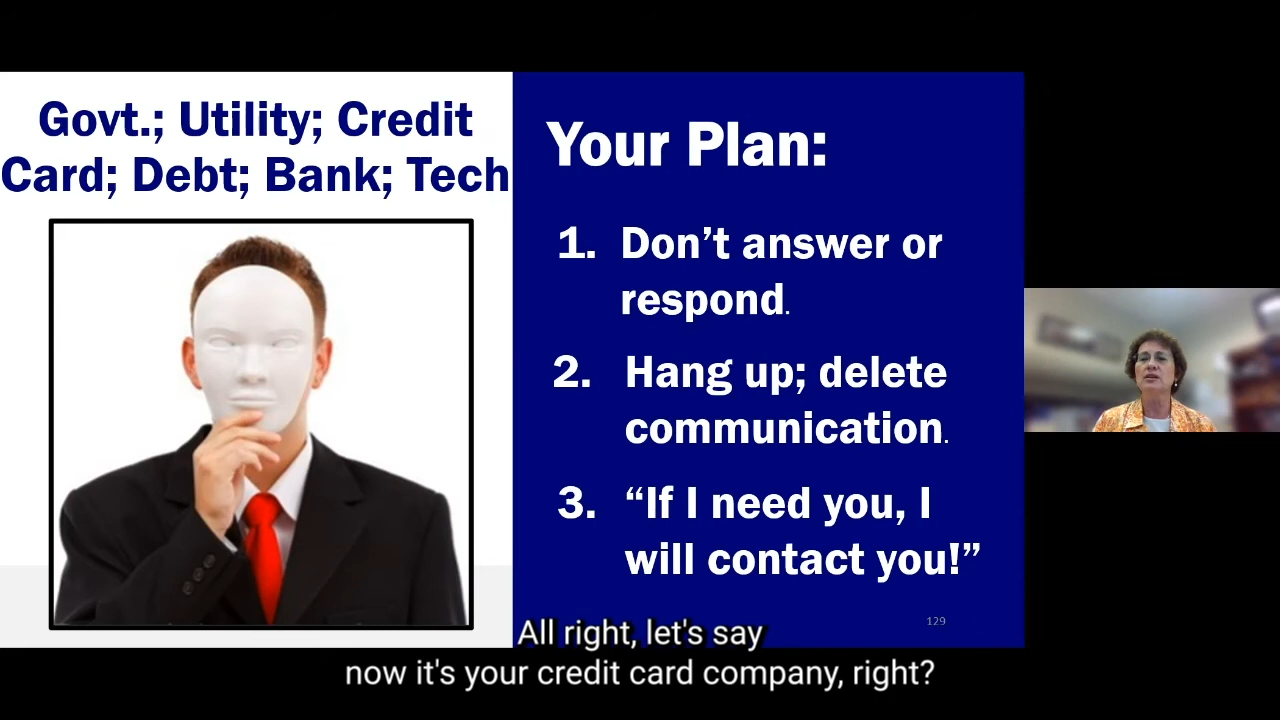 Govt.; Utility; Credit
Card; Debt; Bank; Tech
Your Plan:
1. Don’t answer or
respond.
2. Hang up; delete
communication.
3. “If I need you, I
will contact you!”
129
All right, let's say
now it's your credit card company, right?